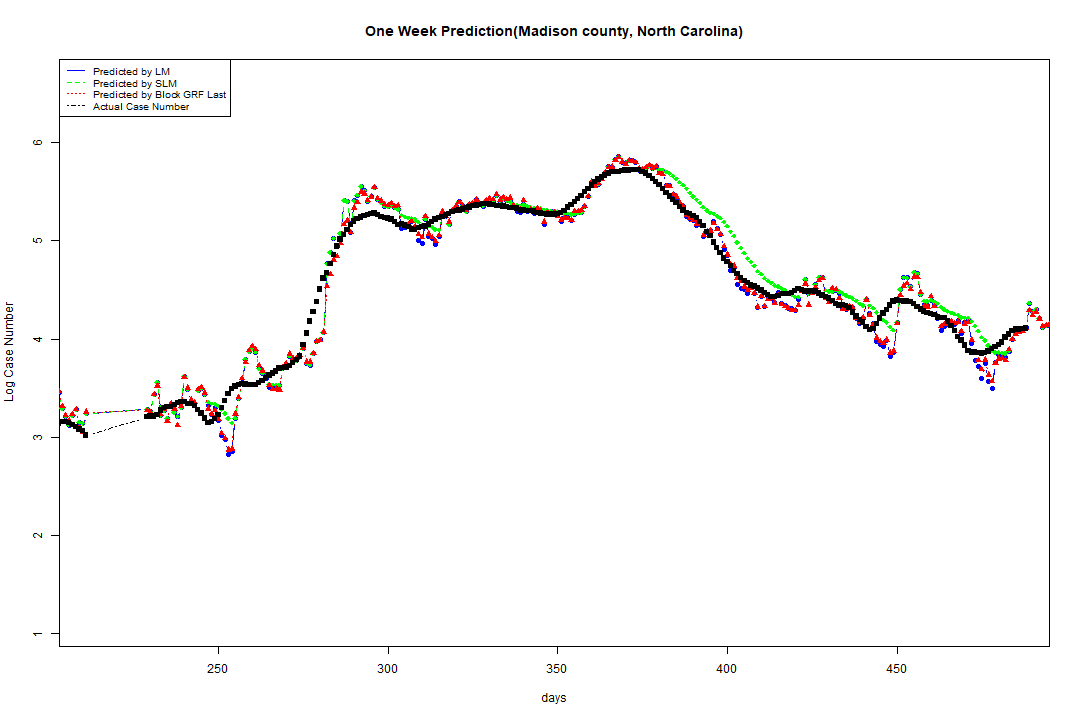 One Week Prediction(Madison county, North Carolina)
Predicted by LM
Predicted by SLM
Predicted by Block GRF Last
Actual Case Number
Log Case Number
6
5
4
3
2
1
250
300
350
400
450
days